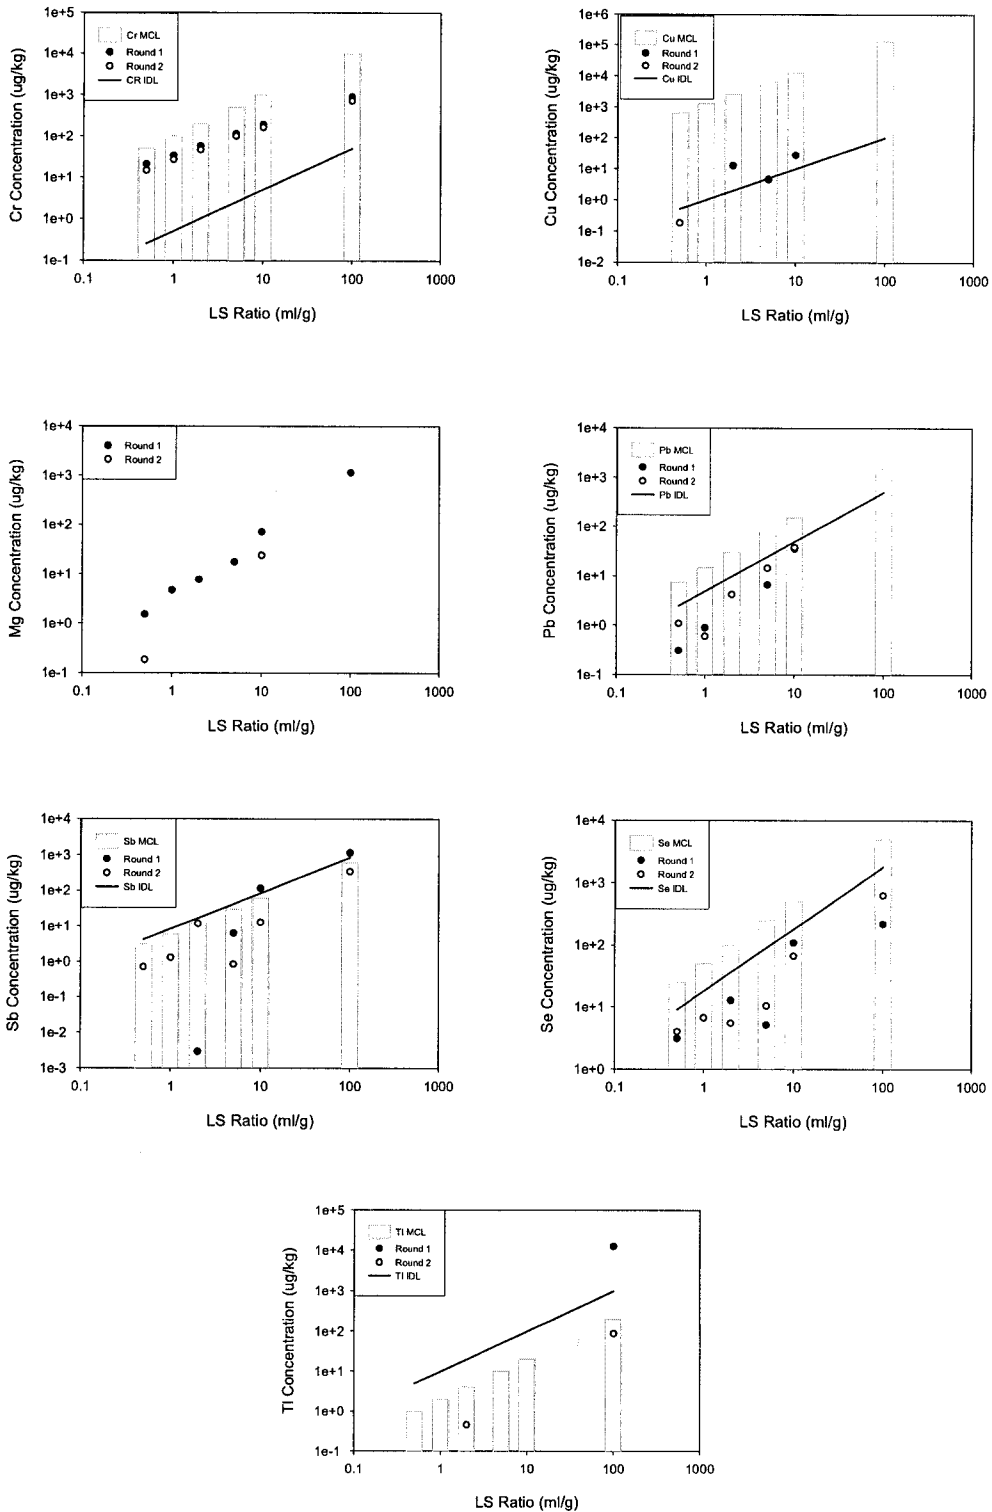 Cr Concentration (ug/kg)
1e+5
1e+4
1e+3
1e+2
1e+1
1e+0
1e-1
Cr MCL
Round 1
Round 2
CR IDL
0.1 1 10 100 1000
LS Ratio (ml/g)
Cu Concentration (ug/kg)
1e+6
1e+5
1e+4
1e+3
1e+2
1e+1
1e+0
1e-1
1e-2
Cu MCL
Round 1
Round 2
Cu IDL
0.1 1 10 100 1000
LS Ratio (ml/g)
Mg Concentration (ug/kg)
1e+4
1e+3
1e+2
1e+1
1e+0
1e-1
Round 1
Round 2
0.1 1 10 100 1000
LS Ratio (ml/g)
Pb Concentration (ug/kg)
1e+4
1e+3
1e+2
1e+1
1e+0
1e-1
Pb MCL
Round 1
Round 2
Pb IDL
0.1 1 10 100 1000
LS Ratio (ml/g)
Sb Concentration (ug/kg)
1e+4
1e+3
1e+2
1e+1
1e+0
1e-1
1e-2
1e-3
Sb MCL
Round 1
Round 2
Sb IDL
0.1 1 10 100 1000
LS Ratio (ml/g)
Se Concentration (ug/kg)
1e+4
1e+3
1e+2
1e+1
1e+0
Se MCL
Round 1
Round 2
Se IDL
0.1 1 10 100 1000
LS Ratio (ml/g)
Tl Concentration (ug/kg)
1e+5
1e+4
1e+3
1e+2
1e+1
1e+0
1e-1
Tl MCL
Round 1
Round 2
Tl IDL
0.1 1 10 100 1000
LS Ratio (ml/g)